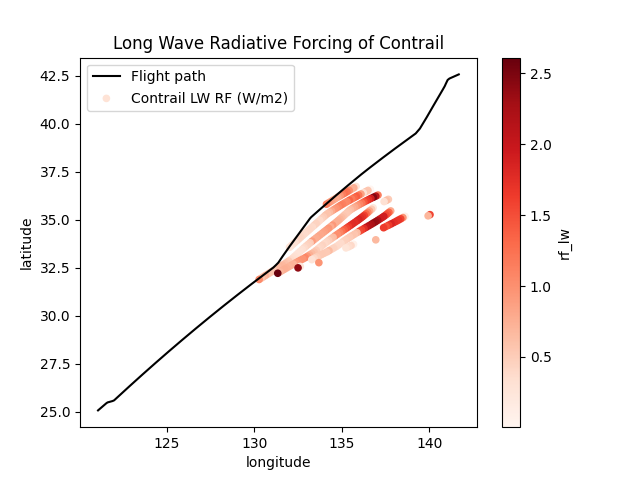 Long Wave Radiative Forcing of Contrail
Flight path
Contrail LW RF (W/m2)
42.5
40.0
37.5
35.0
32.5
30.0
27.5
25.0
latitude
125
130
135
140
longitude
2.5
2.0
1.5
1.0
0.5
rf_lw